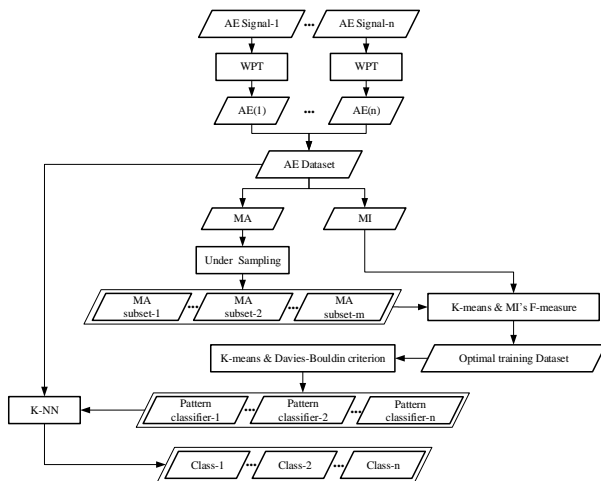 AE Signal-1 ... AE Signal-n
WPT WPT
AE(1) ... AE(n)
AE Dataset
MA MI
Under Sampling
MA subset-1 ... MA subset-2 ... MA subset-m
K-means & MI's F-measure
K-means & Davies-Bouldin criterion
Optimal training Dataset
K-NN
Pattern classifier-1 ... Pattern classifier-2 ... Pattern classifier-n
Class-1 ... Class-2 ... Class-n